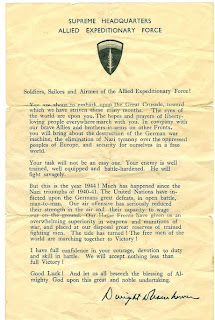 SUPREME HEADQUARTERS
ALLIED EXPEDITIONARY FORCE
Soldiers, Sailors and Airmen of the Allied Expeditionary Force!
You are about to embark upon the Great Crusade, toward
which we have striven these many months. The eyes of
the world are upon you. The hopes and prayers of liberty-
loving people everywhere march with you. In company with
our brave Allies and brothers-in-arms on other Fronts,
you will bring about the destruction of the German war
machine, the elimination of Nazi tyranny over the oppressed
peoples of Europe, and security for ourselves in a free
world.
Your task will not be an easy one. Your enemy is well
trained, well equipped and battle-hardened. He will
fight savagely.
But this is the year 1944! Much has happened since the
Nazi triumphs of 1940-41. The United Nations have in-
flicted upon the Germans great defeats, in open battle,
man-to-man. Our air offensive has seriously reduced
their strength in the air and their capacity to wage
war on the ground. Our Home Fronts have given us an
overwhelming superiority in weapons and munitions of
war, and placed at our disposal great reserves of trained
fighting men. The tide has turned! The free men of the
world are marching together to Victory!
I have full confidence in your courage, devotion to duty
and skill in battle. We will accept nothing less than
full Victory!
Good Luck! And let us all beseech the blessing of Al-
mighty God upon this great and noble undertaking.
Dwight D Eisenhower